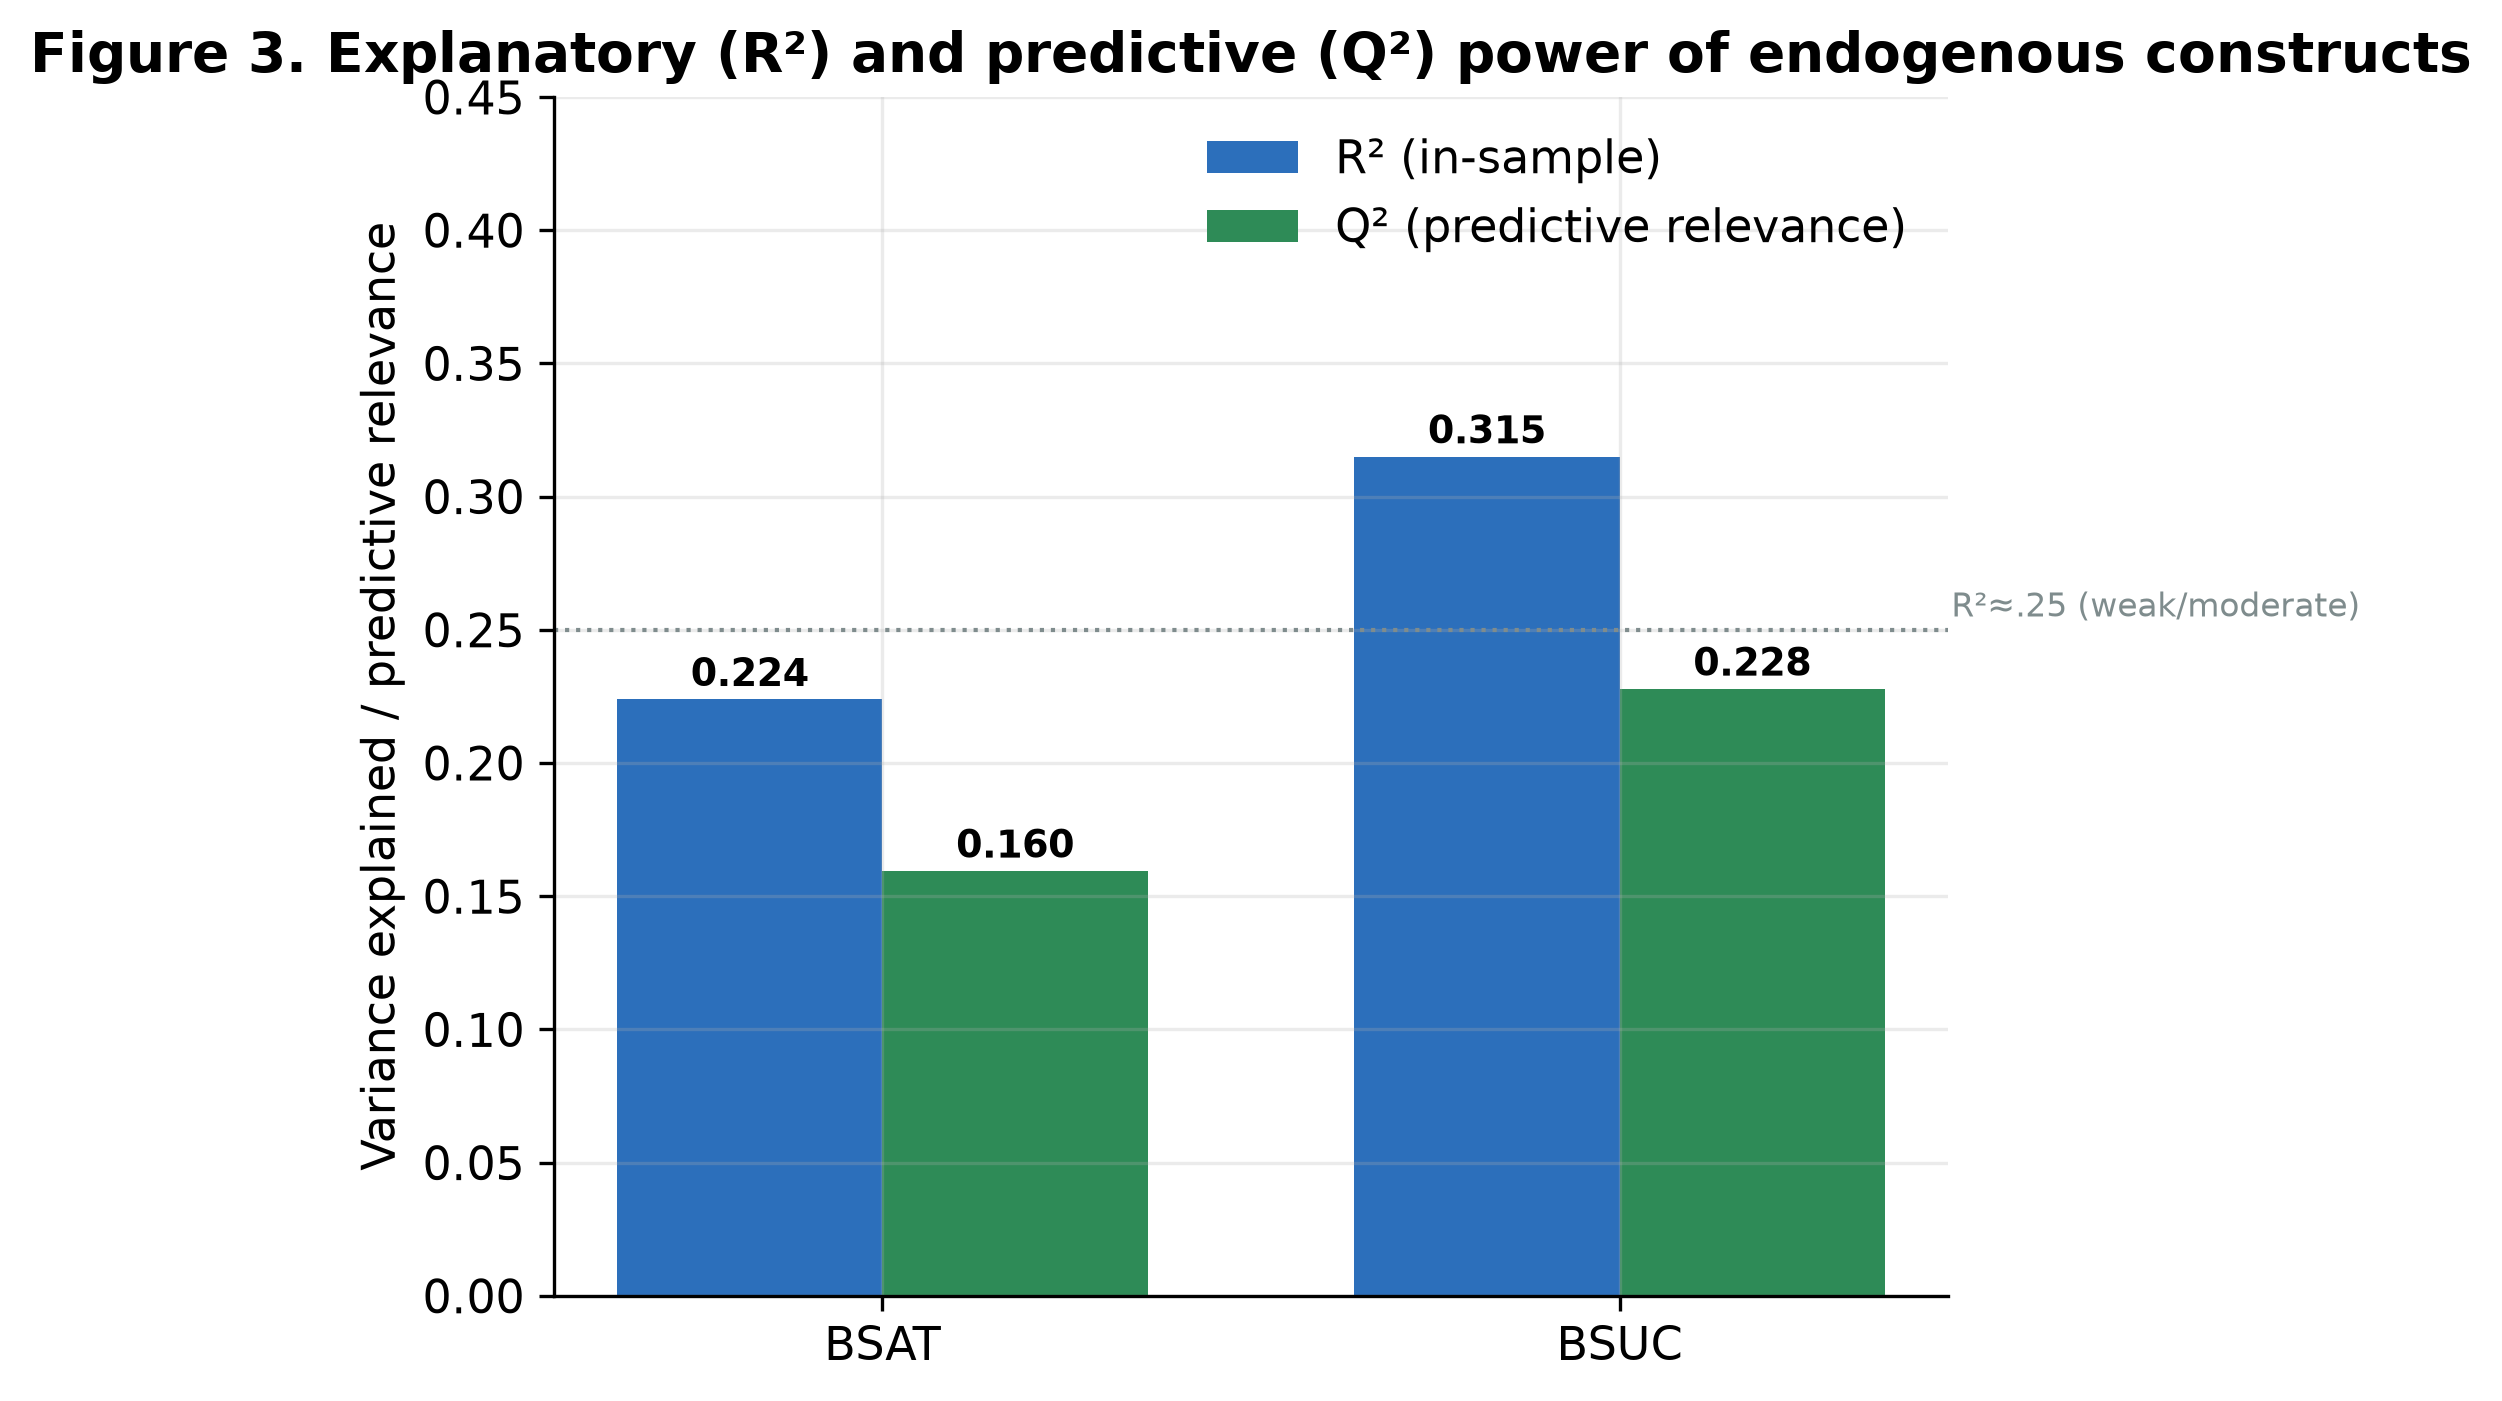 Figure 3. Explanatory (R²) and predictive (Q²) power of endogenous constructs
Variance explained / predictive relevance
0.45
0.40
0.35
0.30
0.25
0.20
0.15
0.10
0.05
0.00
R² (in-sample)
Q² (predictive relevance)
0.315
R²≈.25 (weak/moderate)
0.224
0.228
0.160
BSAT
BSUC